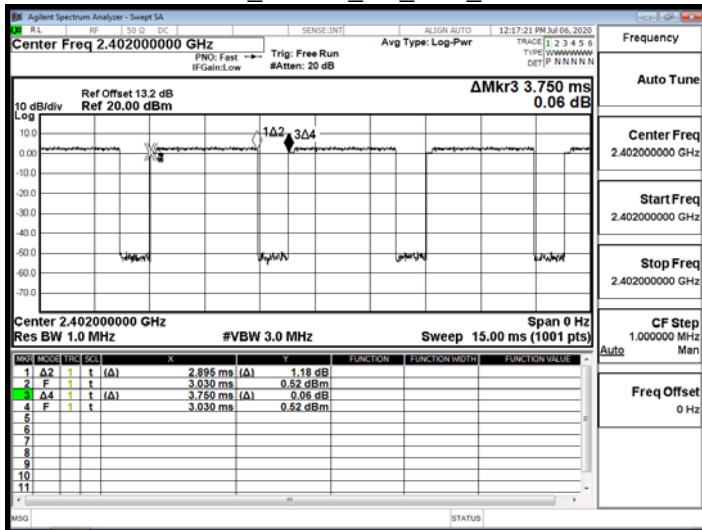 Agilent Spectrum Analyzer - Swept SA
RL RF 50 Ω DC SENSE:INT ALIGN AUTO 12:17:21 PM Jul 06, 2020
Center Freq 2.402000000 GHz
PNO: Fast
IFGain:Low
Trig: Free Run
#Atten: 20 dB
Avg Type: Log-Pwr
TRACE 1 2 3 4 5 6
TYPE WWWWWW
DET P N N N N N
ΔMkr3 3.750 ms
0.06 dB
Ref Offset 13.2 dB
10 dB/div Ref 20.00 dBm
Log
10.0
0.00
-10.0
-20.0
-30.0
-40.0
-50.0
-60.0
-70.0
1Δ2 3Δ4
Center 2.402000000 GHz Span 0 Hz
Res BW 1.0 MHz #VBW 3.0 MHz Sweep 15.00 ms (1001 pts)
MKR MODE TRC SCL X Y FUNCTION FUNCTION WIDTH FUNCTION VALUE
1 Δ2 1 t (Δ) 2.895 ms (Δ) 1.18 dB
2 F 1 t 3.030 ms 0.52 dBm
3 Δ4 1 t (Δ) 3.750 ms (Δ) 0.06 dB
4 F 1 t 3.030 ms 0.52 dBm
5
6
7
8
9
10
11
MSG STATUS
Frequency
Auto Tune
Center Freq
2.402000000 GHz
Start Freq
2.402000000 GHz
Stop Freq
2.402000000 GHz
CF Step
1.000000 MHz
Auto Man
Freq Offset
0 Hz